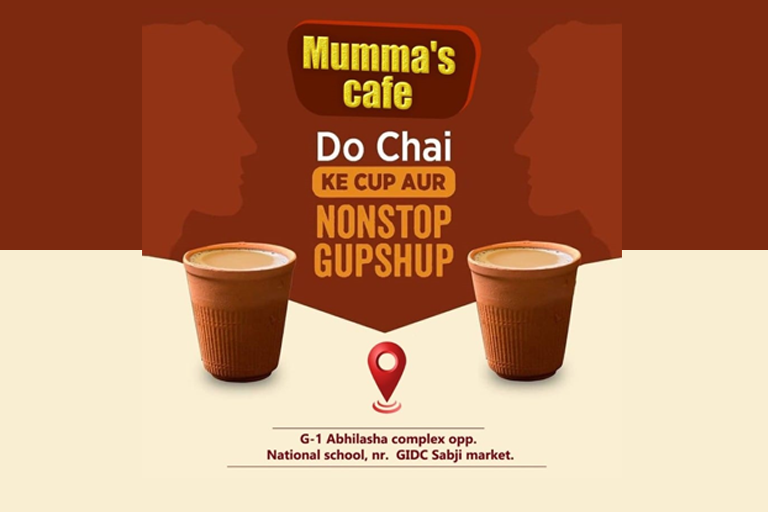 Mumma's
cafe
Do Chai
KE CUP AUR
NONSTOP
GUPSHUP
G-1 Abhilasha complex opp.
National school, nr. GIDC Sabji market.